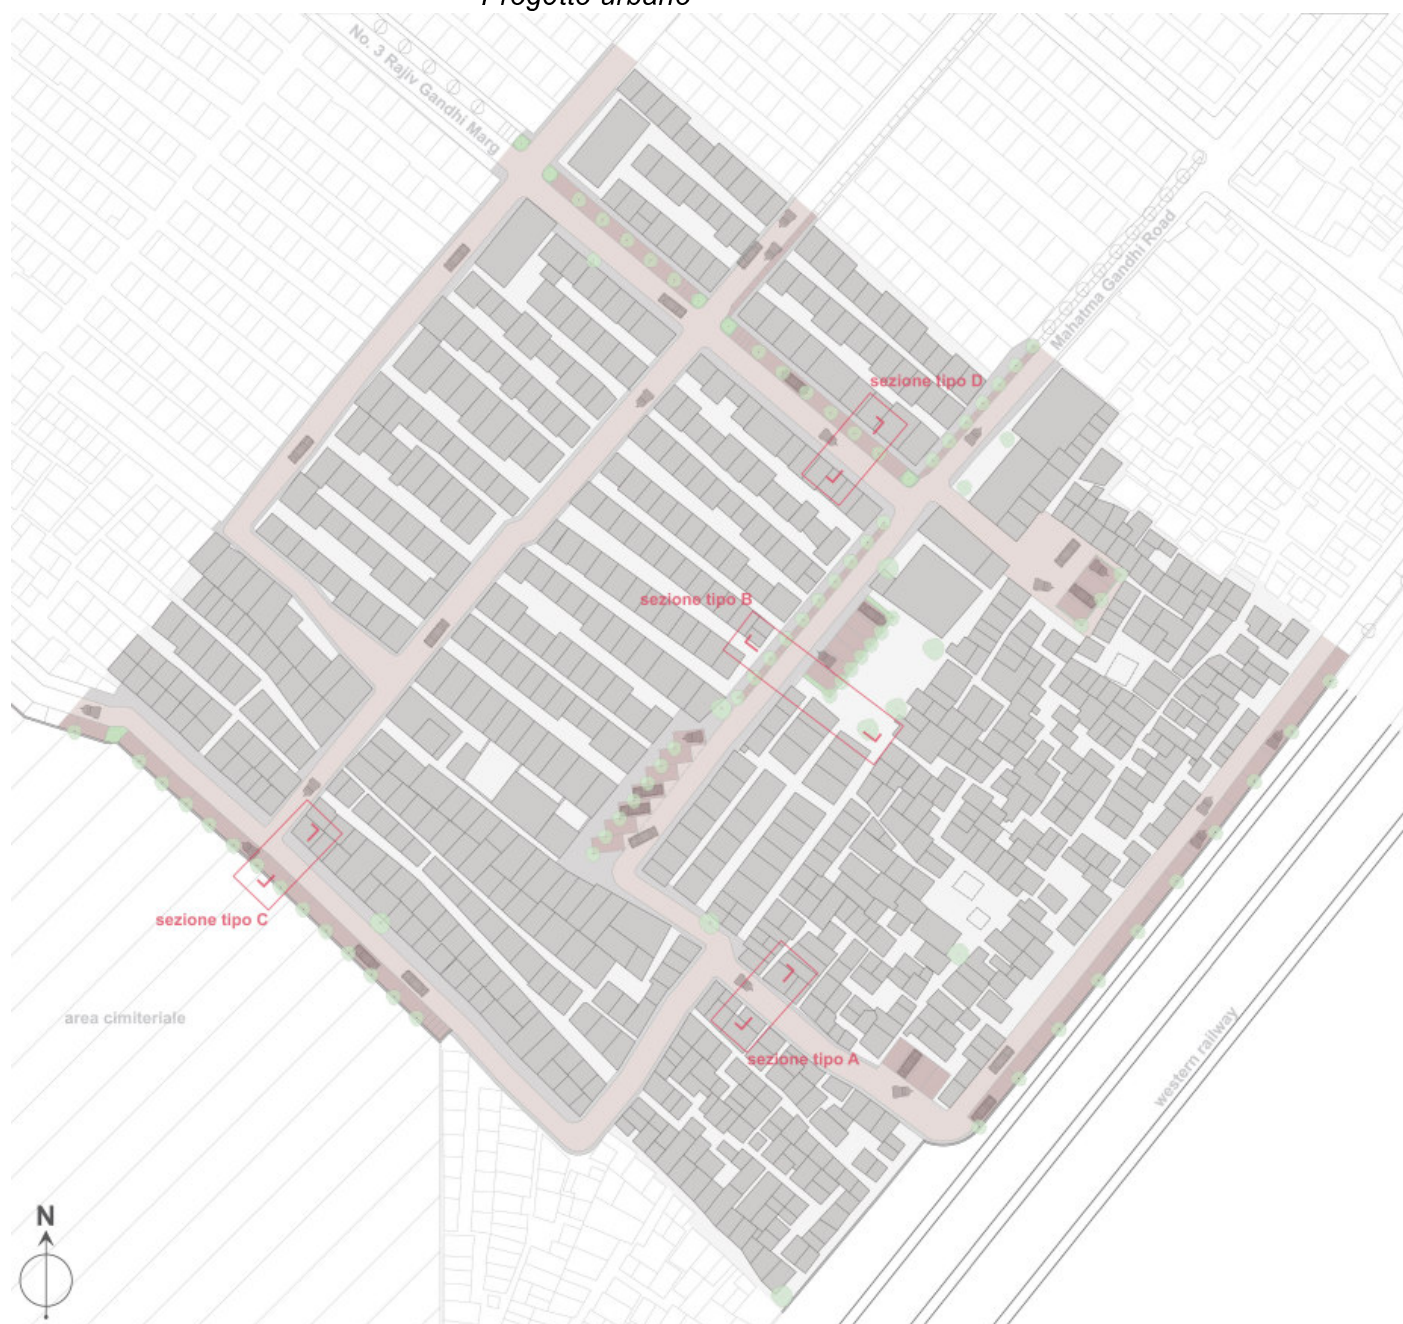 Progetto urbano
No. 3 Rajiv Gandhi Marg
Mahatma Gandhi Road
sezione tipo D
sezione tipo B
sezione tipo C
area cimiteriale
sezione tipo A
western railway
N